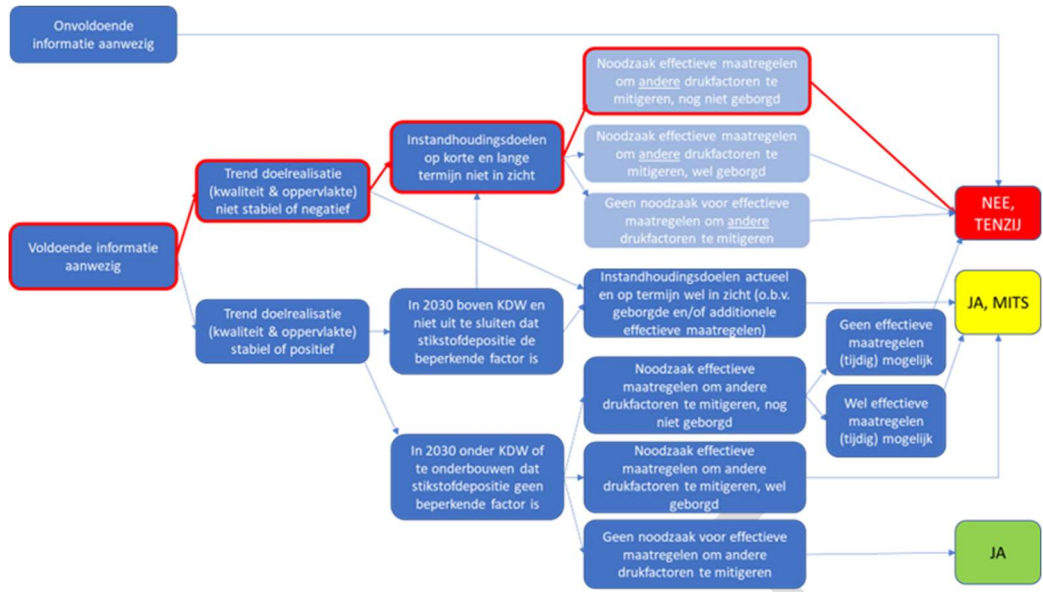 Onvoldoende
informatie aanwezig
Noodzaak effectieve maatregelen
om andere drukfactoren te
mitigeren, nog niet geborgd
Instandhoudingsdoelen
op korte en lange
termijn niet in zicht
Noodzaak effectieve maatregelen
om andere drukfactoren te
mitigeren, wel geborgd
Trend doelrealisatie
(kwaliteit & oppervlakte)
niet stabiel of negatief
Geen noodzaak voor effectieve
maatregelen om andere
drukfactoren te mitigeren
NEE,
TENZIJ
Voldoende informatie
aanwezig
Trend doelrealisatie
(kwaliteit & oppervlakte)
stabiel of positief
In 2030 boven KDW en
niet uit te sluiten dat
stikstofdepositie de
beperkende factor is
Instandhoudingsdoelen actueel
en op termijn wel in zicht (o.b.v.
geborgde en/of additionele
effectieve maatregelen)
JA, MITS
Geen effectieve
maatregelen
(tijdig) mogelijk
Noodzaak effectieve
maatregelen om andere
drukfactoren te mitigeren, nog
niet geborgd
Wel effectieve
maatregelen
(tijdig) mogelijk
In 2030 onder KDW of
te onderbouwen dat
stikstofdepositie geen
beperkende factor is
Noodzaak effectieve
maatregelen om andere
drukfactoren te mitigeren, wel
geborgd
Geen noodzaak voor effectieve
maatregelen om andere
drukfactoren te mitigeren
JA